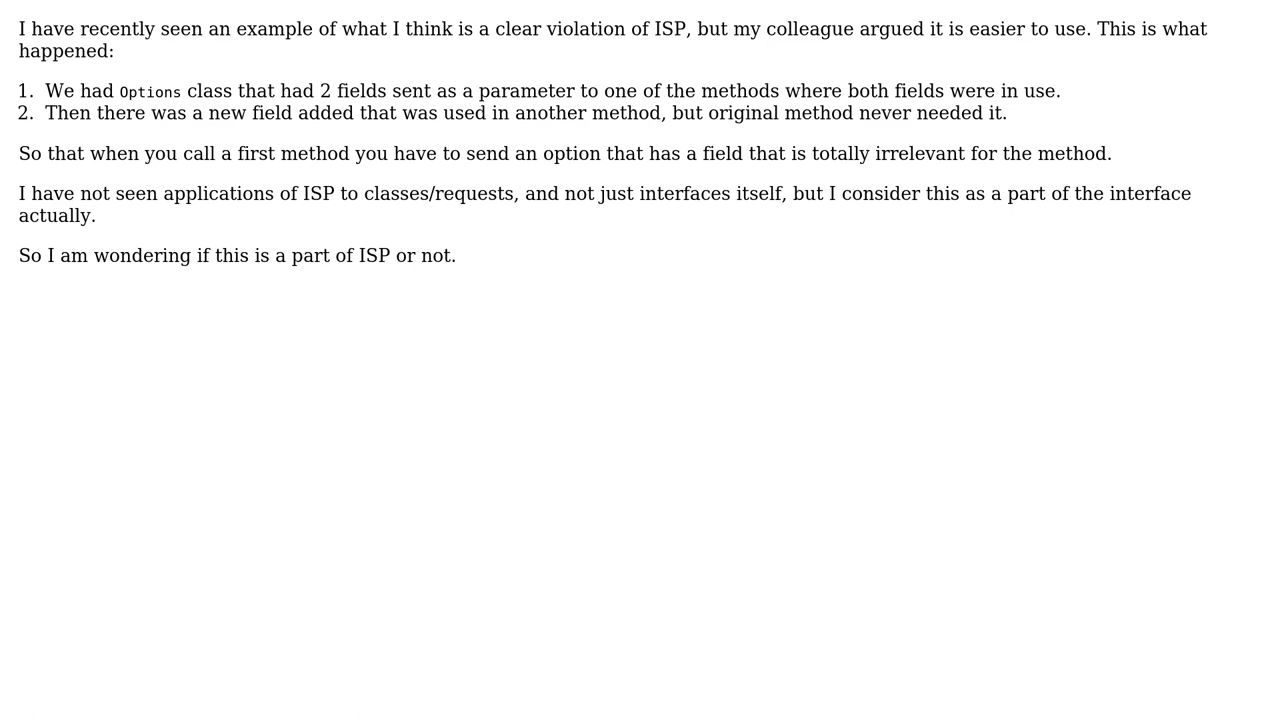 I have recently seen an example of what I think is a clear violation of ISP, but my colleague argued it is easier to use. This is what
happened:
1. We had Options class that had 2 fields sent as a parameter to one of the methods where both fields were in use.
2. Then there was a new field added that was used in another method, but original method never needed it.
So that when you call a first method you have to send an option that has a field that is totally irrelevant for the method.
I have not seen applications of ISP to classes/requests, and not just interfaces itself, but I consider this as a part of the interface
actually.
So I am wondering if this is a part of ISP or not.